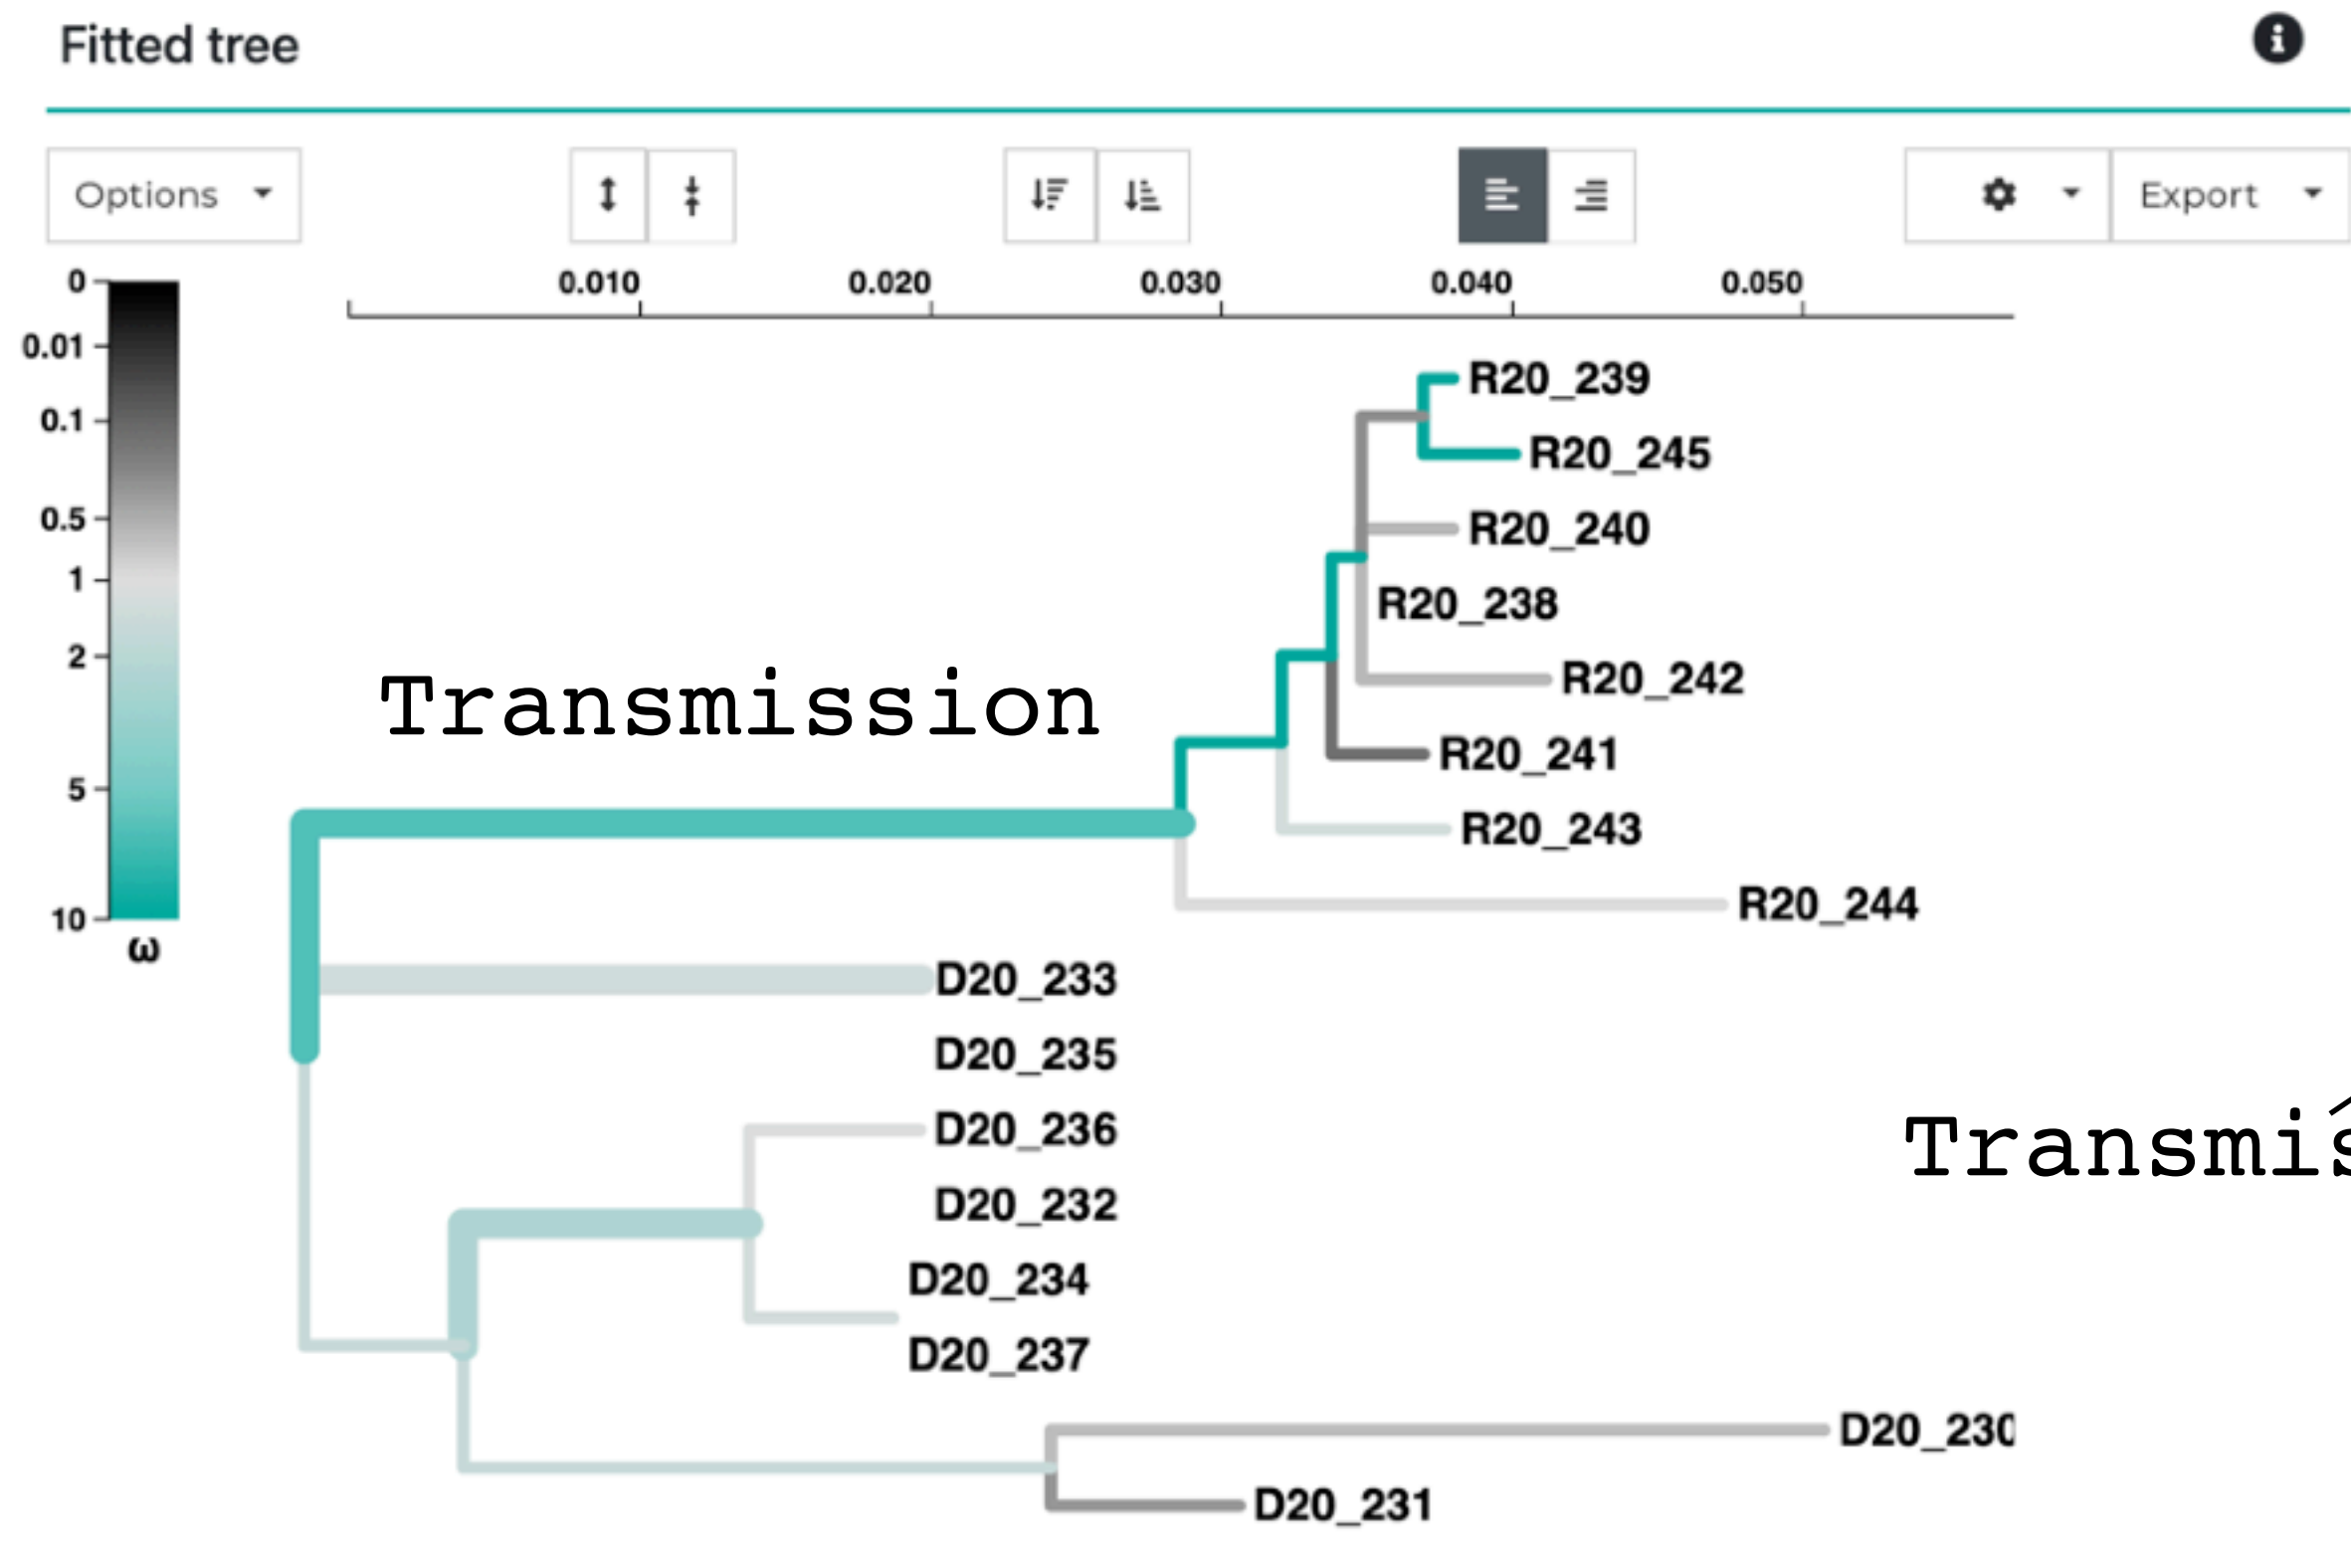 Fitted tree
Options
Export
0.010 0.020 0.030 0.040 0.050
0
0.01
0.1
0.5
1
2
5
10
ω
R20_239
R20_245
R20_240
R20_238
R20_242
Transmission
R20_241
R20_243
R20_244
D20_233
D20_235
D20_236
Transmis
D20_232
D20_234
D20_237
D20_230
D20_231